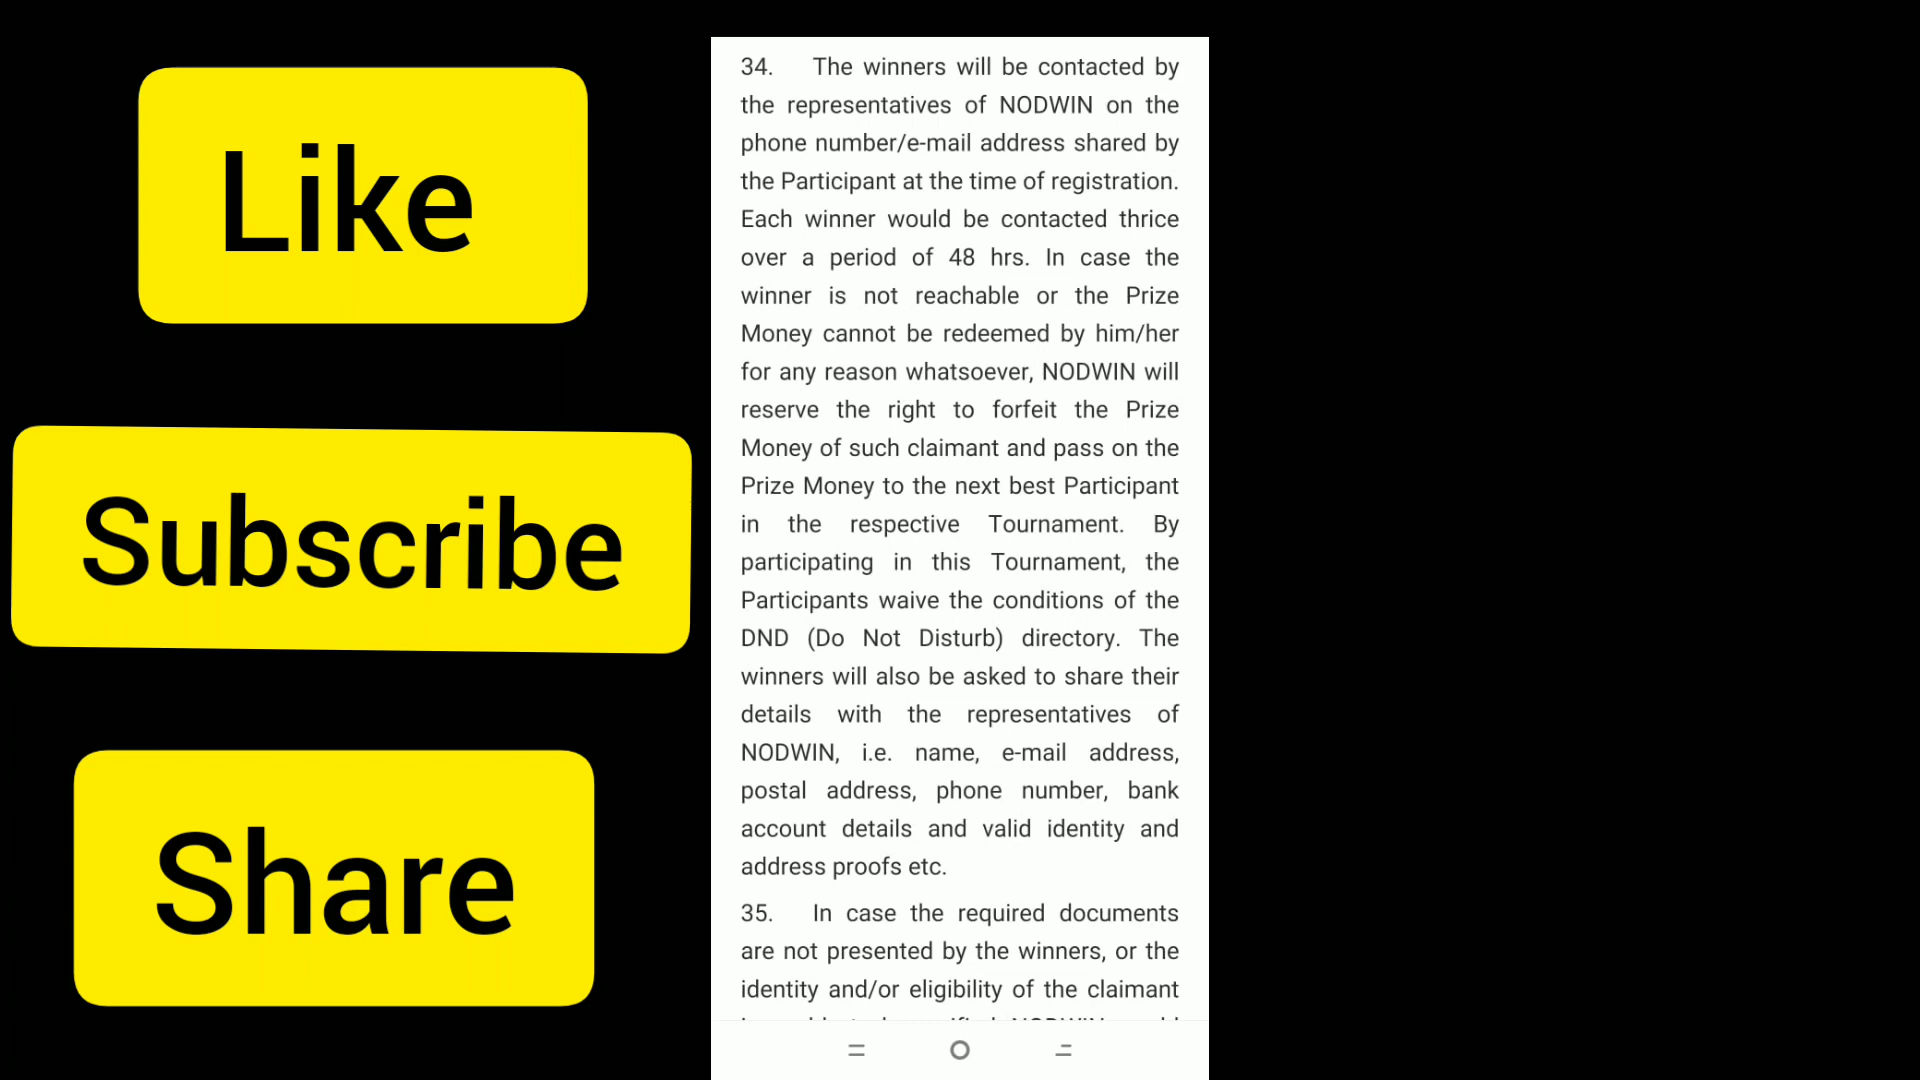 Like
Subscribe
Share
34. The winners will be contacted by
the representatives of NODWIN on the
phone number/e-mail address shared by
the Participant at the time of registration.
Each winner would be contacted thrice
over a period of 48 hrs. In case the
winner is not reachable or the Prize
Money cannot be redeemed by him/her
for any reason whatsoever, NODWIN will
reserve the right to forfeit the Prize
Money of such claimant and pass on the
Prize Money to the next best Participant
in the respective Tournament. By
participating in this Tournament, the
Participants waive the conditions of the
DND (Do Not Disturb) directory. The
winners will also be asked to share their
details with the representatives of
NODWIN, i.e. name, e-mail address,
postal address, phone number, bank
account details and valid identity and
address proofs etc.
35. In case the required documents
are not presented by the winners, or the
identity and/or eligibility of the claimant